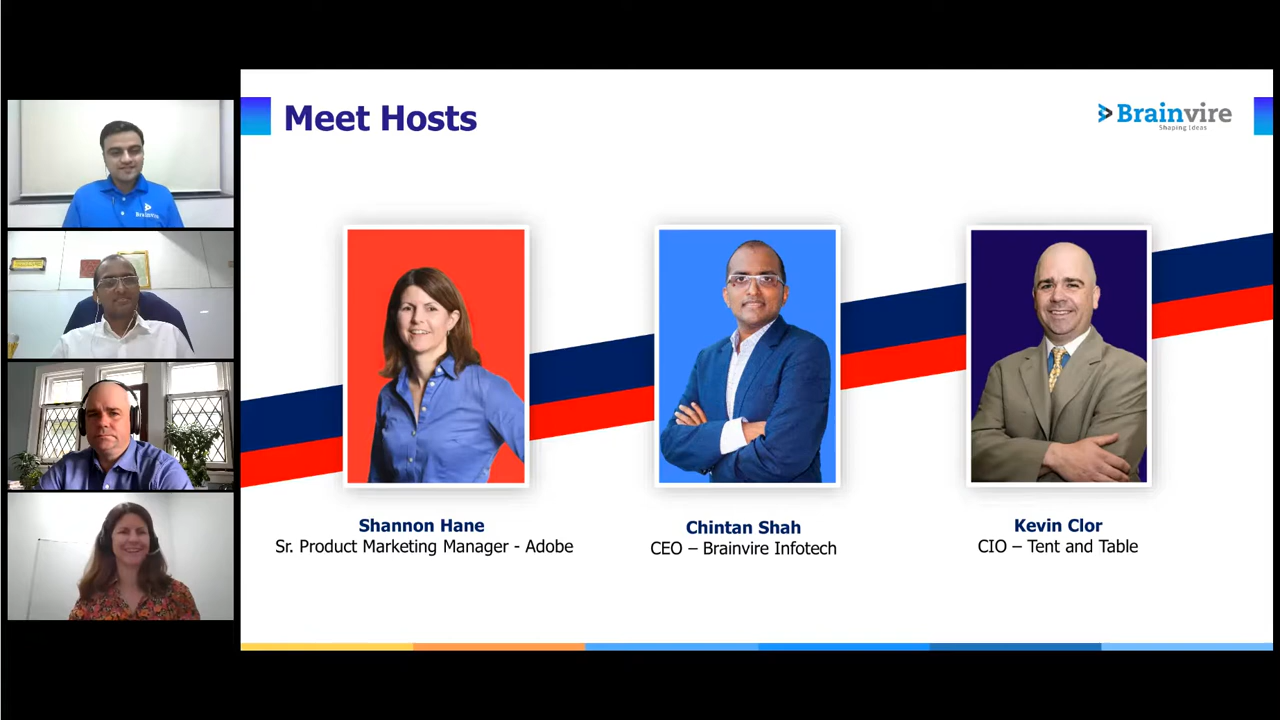 Meet Hosts
Brainvire
Shaping Ideas
Brainvire
Shannon Hane
Sr. Product Marketing Manager - Adobe
Chintan Shah
CEO – Brainvire Infotech
Kevin Clor
CIO – Tent and Table